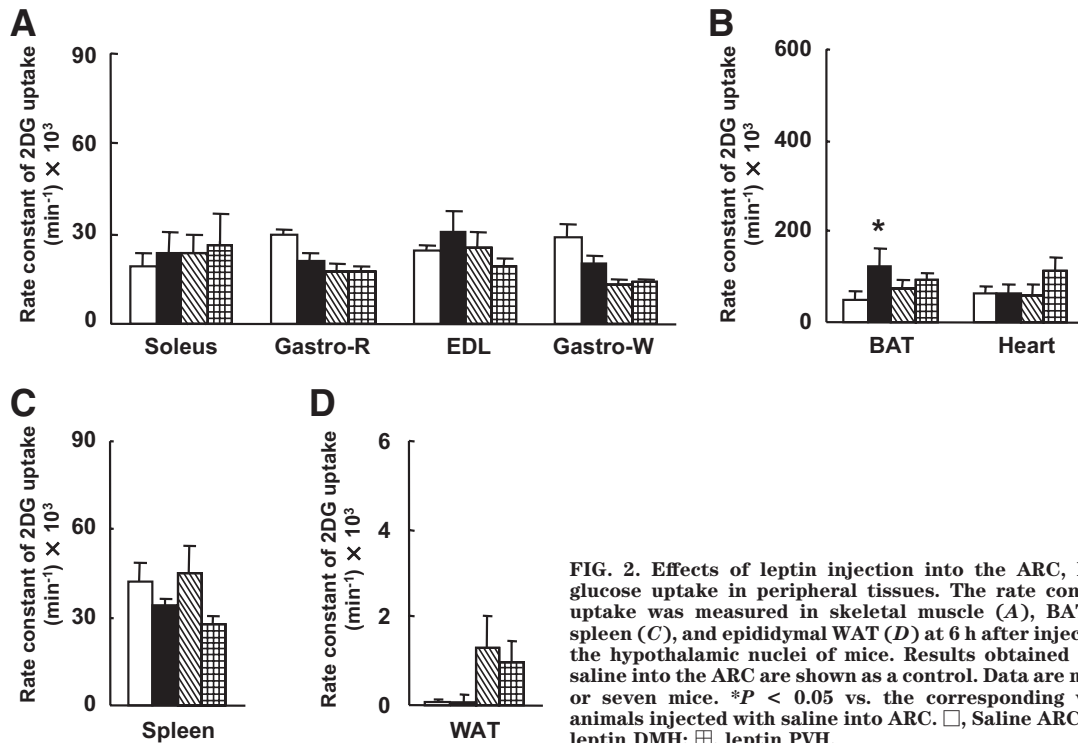 A
Rate constant of 2DG uptake
(min-1) × 10³
90
60
30
0
Soleus Gastro-R EDL Gastro-W
B
Rate constant of 2DG uptake
(min-1) × 10³
600
400
200
0
*
BAT Heart
C
Rate constant of 2DG uptake
(min-1) × 10³
90
60
30
0
Spleen
D
Rate constant of 2DG uptake
(min-1) × 10³
6
4
2
0
WAT
FIG. 2. Effects of leptin injection into the ARC,
glucose uptake in peripheral tissues. The rate con
uptake was measured in skeletal muscle (A), BAT
spleen (C), and epididymal WAT (D) at 6 h after injec
the hypothalamic nuclei of mice. Results obtained
saline into the ARC are shown as a control. Data are
or seven mice. *P < 0.05 vs. the corresponding
animals injected with saline into ARC. □, Saline ARC
leptin DMH; ⊞, leptin PVH